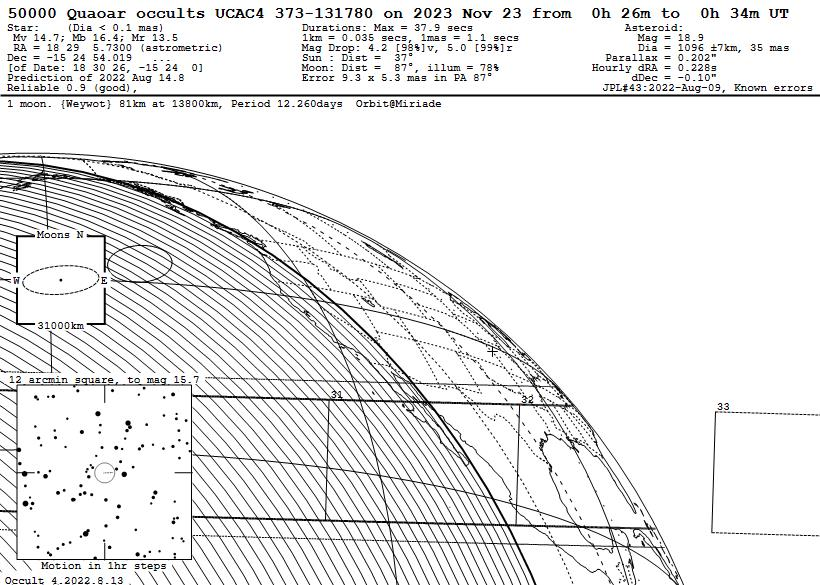 50000 Quaoar occults UCAC4 373-131780 on 2023 Nov 23 from 0h 26m to 0h 34m UT
Star: (Dia < 0.1 mas)
Mv 14.7; Mb 16.4; Mr 13.5
RA = 18 29 5.7300 (astrometric)
Dec = -15 24 54.019 ...
[of Date: 18 30 26, -15 24 0]
Prediction of 2022 Aug 14.8
Reliable 0.9 (good),
Durations: Max = 37.9 secs
1km = 0.035 secs, 1mas = 1.1 secs
Mag Drop: 4.2 [98%]v, 5.0 [99%]r
Sun : Dist = 37°
Moon: Dist = 87°, illum = 78%
Error 9.3 x 5.3 mas in PA 87°
Asteroid:
Mag = 18.9
Dia = 1096 ±7km, 35 mas
Parallax = 0.202"
Hourly dRA = 0.228s
dDec = -0.10"
JPL#43:2022-Aug-09, Known errors
1 moon. {Weywot} 81km at 13800km, Period 12.260days Orbit@Miriade
Moons N
W
E
31000km
12 arcmin square, to mag 15.7
31
32
33
Motion in 1hr steps
Occult 4.2022.8.13